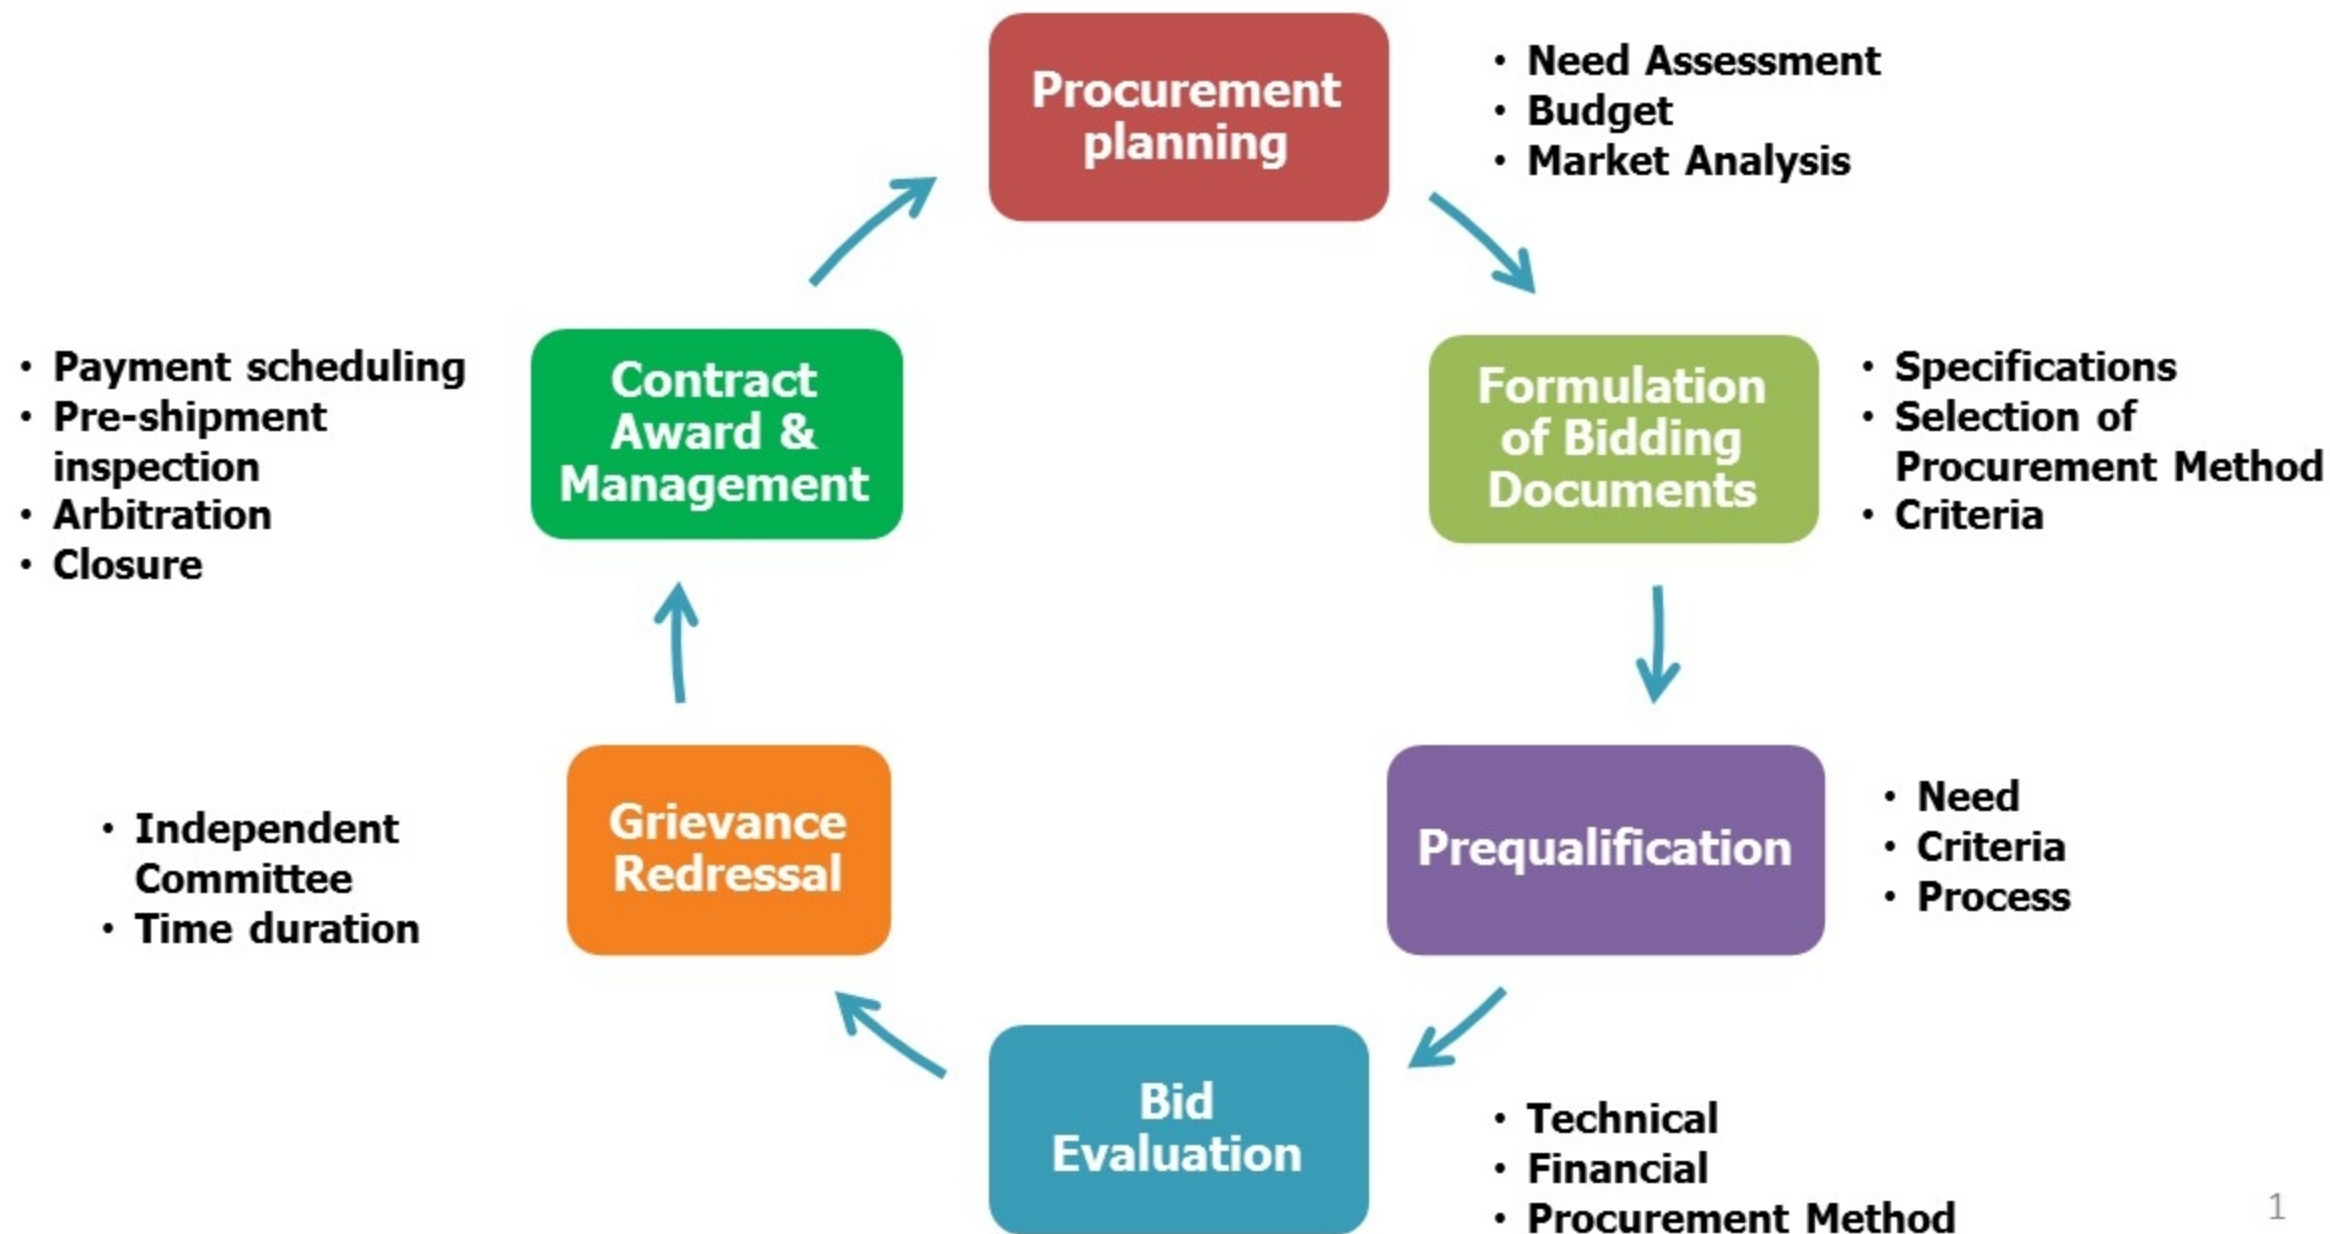 Procurement
planning
• Need Assessment
• Budget
• Market Analysis
Formulation
of Bidding
Documents
• Specifications
• Selection of
Procurement Method
• Criteria
Prequalification
• Need
• Criteria
• Process
Bid
Evaluation
• Technical
• Financial
• Procurement Method
Grievance
Redressal
• Independent
Committee
• Time duration
Contract
Award &
Management
• Payment scheduling
• Pre-shipment
inspection
• Arbitration
• Closure
1